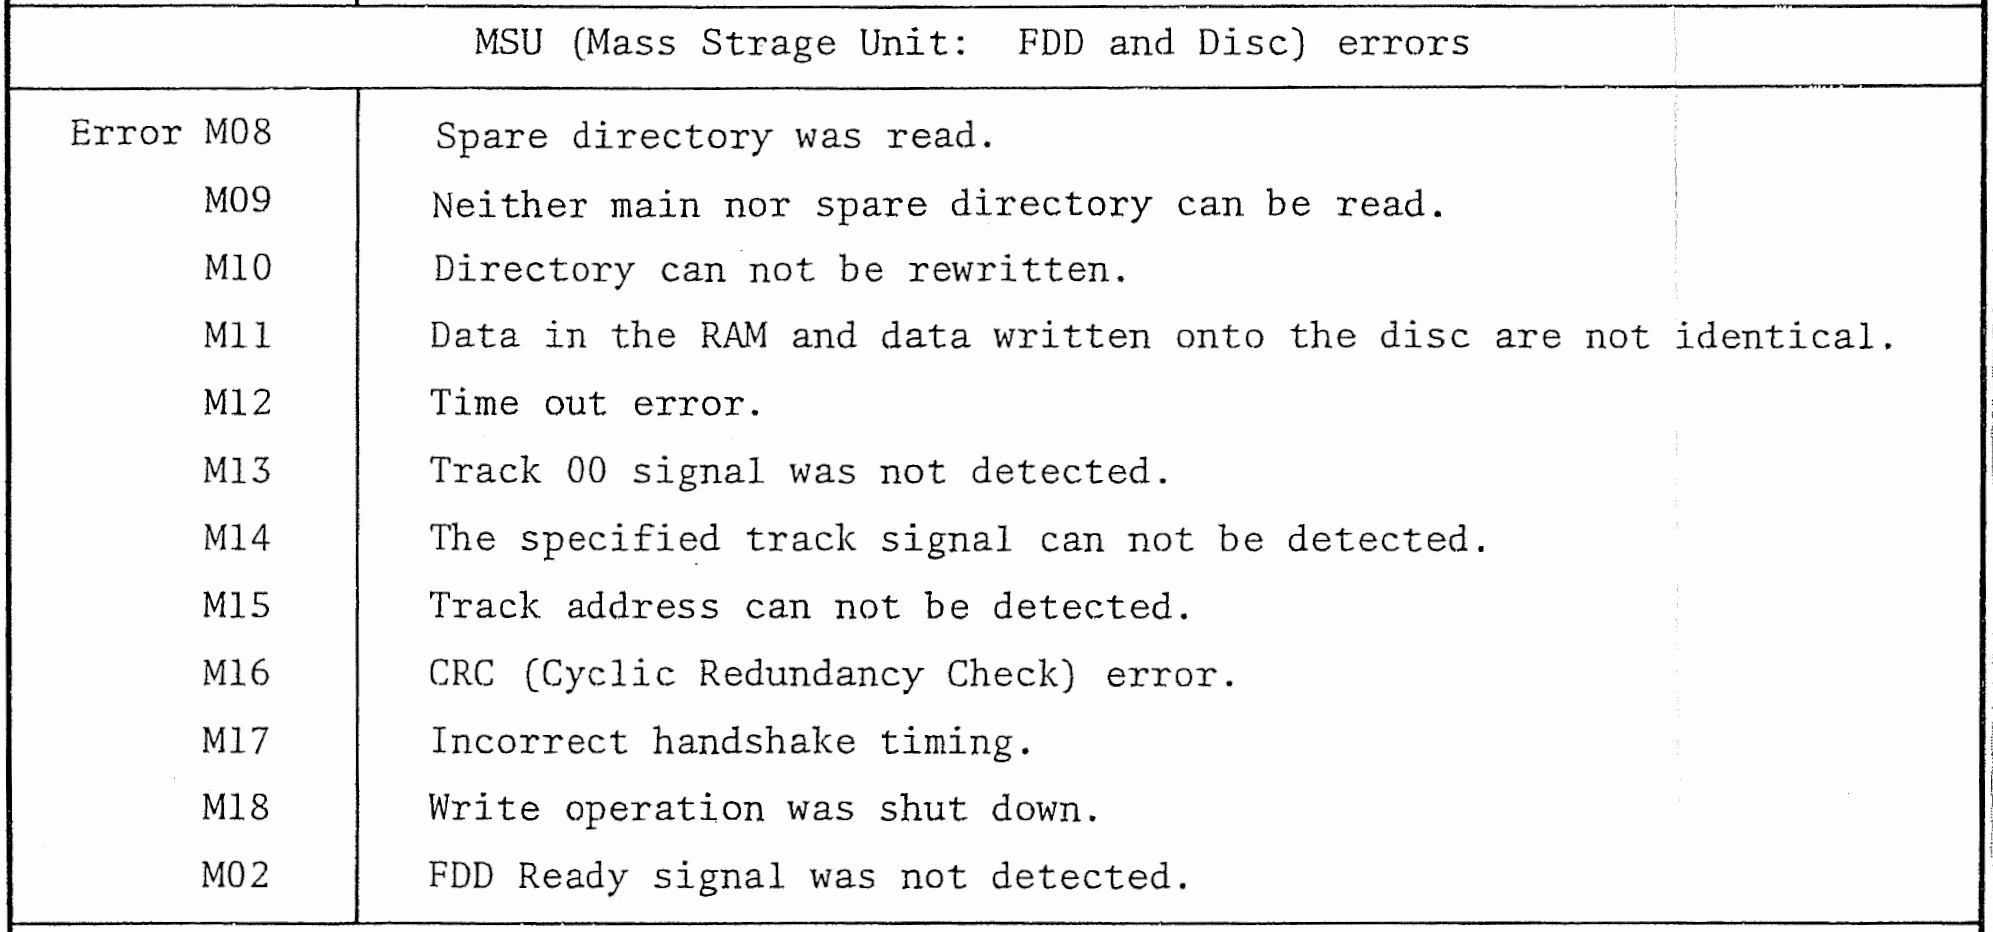 MSU (Mass Strage Unit: FDD and Disc) errors
Error M08 Spare directory was read.
M09 Neither main nor spare directory can be read.
M10 Directory can not be rewritten.
M11 Data in the RAM and data written onto the disc are not identical.
M12 Time out error.
M13 Track 00 signal was not detected.
M14 The specified track signal can not be detected.
M15 Track address can not be detected.
M16 CRC (Cyclic Redundancy Check) error.
M17 Incorrect handshake timing.
M18 Write operation was shut down.
M02 FDD Ready signal was not detected.